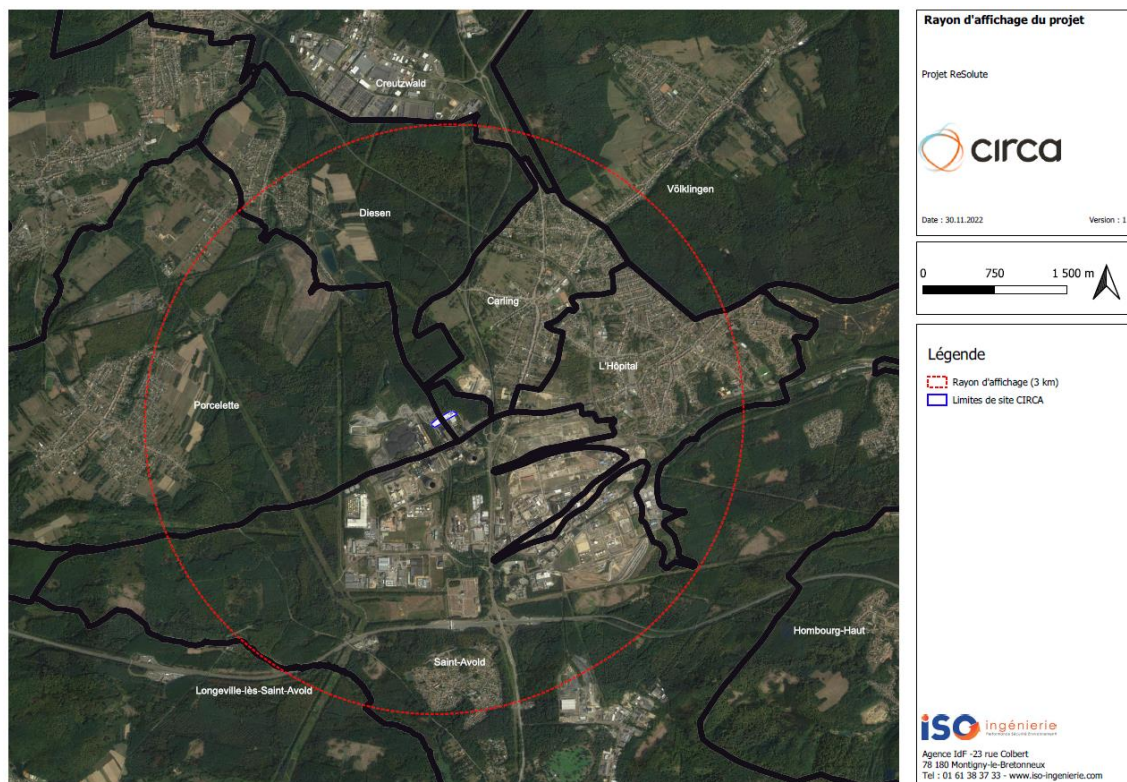 Creutzwald
Völklingen
Diesen
Carling
L'Hôpital
Porcelette
Hombourg-Haut
Saint-Avold
Longeville-lès-Saint-Avold
Rayon d'affichage du projet
Projet ReSolute
circa
Date : 30.11.2022 Version : 1
0 750 1 500 m
Légende
Rayon d'affichage (3 km)
Limites de site CIRCA
iSO ingénierie
Performance Sécurité Environnement
Agence IdF -23 rue Colbert
78 180 Montigny-le-Bretonneux
Tel : 01 61 38 37 33 - www.iso-ingenierie.com